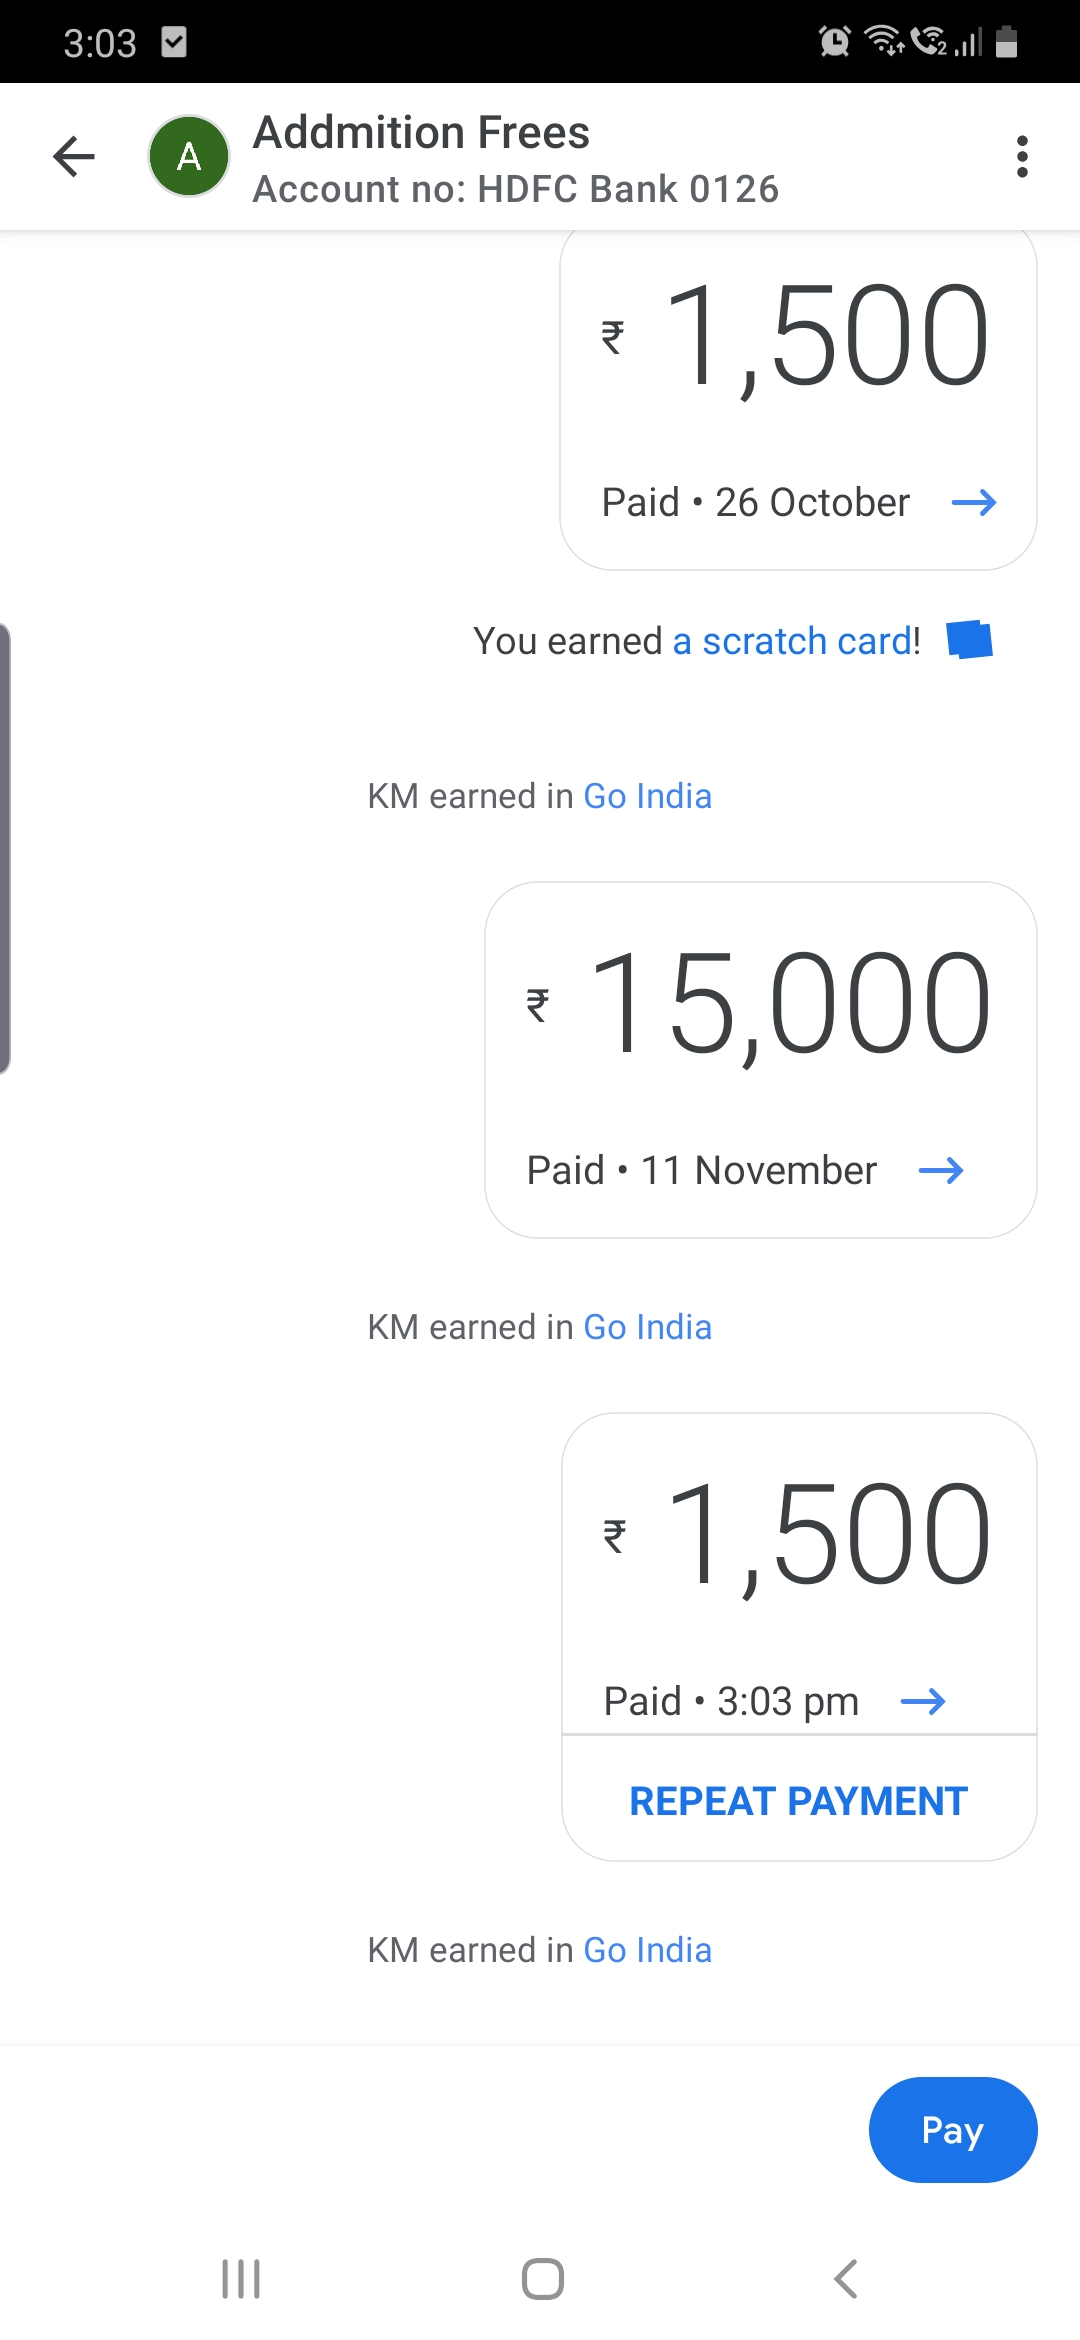 3:03
2
A
Addmition Frees
Account no: HDFC Bank 0126
₹ 1,500
Paid • 26 October
You earned a scratch card!
KM earned in Go India
₹ 15,000
Paid • 11 November
KM earned in Go India
₹ 1,500
Paid • 3:03 pm
REPEAT PAYMENT
KM earned in Go India
Pay